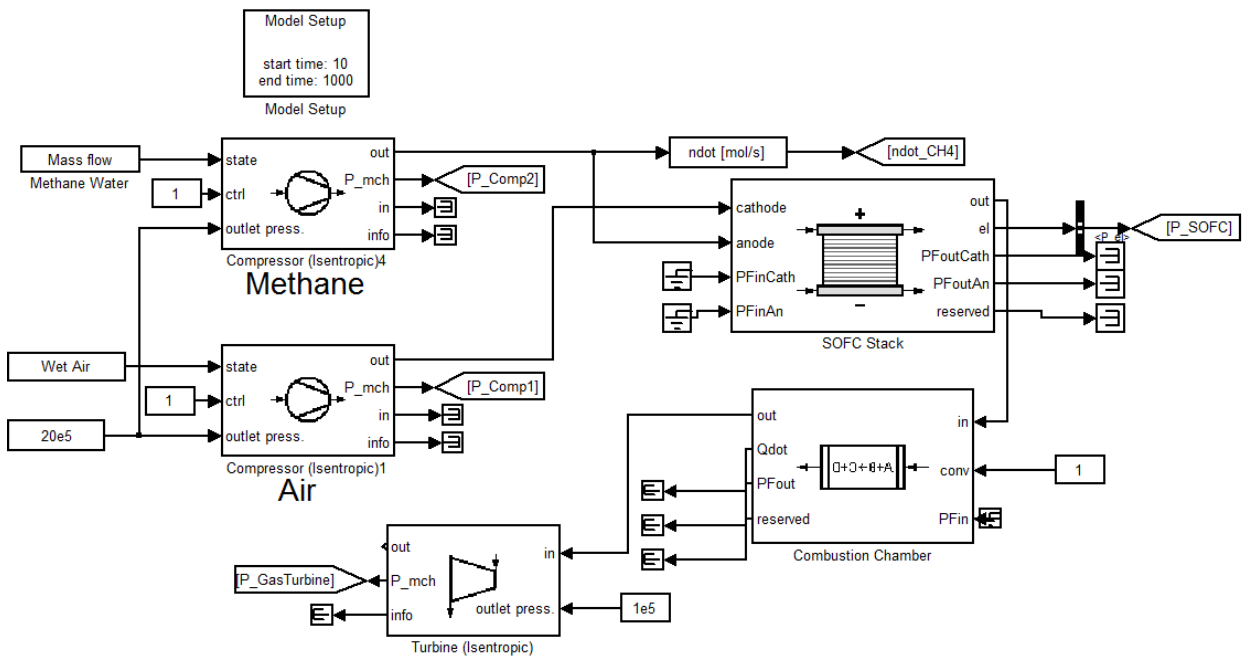 Model Setup
start time: 10
end time: 1000
Model Setup
Mass flow
Methane Water
1
state
ctrl
outlet press.
out
P_mch
in
info
Compressor (Isentropic)4
Methane
[P_Comp2]
ndot [mol/s]
[ndot_CH4]
cathode
anode
PFinCath
PFinAn
+
−
out
el
PFoutCath
PFoutAn
reserved
SOFC Stack
<P_el>
[P_SOFC]
Wet Air
1
20e5
state
ctrl
outlet press.
out
P_mch
in
info
Compressor (Isentropic)1
Air
[P_Comp1]
out
Qdot
PFout
reserved
A+B→C+D
in
conv
PFin
Combustion Chamber
1
out
P_mch
info
in
outlet press.
Turbine (Isentropic)
[P_GasTurbine]
1e5